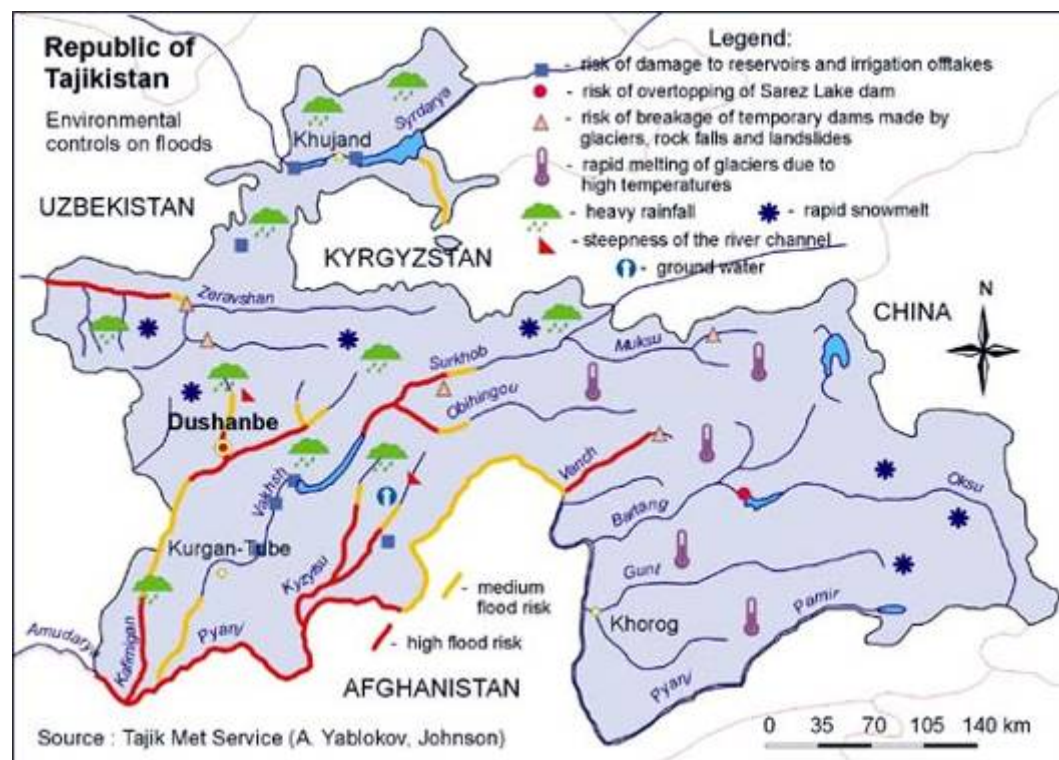 Republic of
Tajikistan
Environmental
controls on floods
Legend:
- risk of damage to reservoirs and irrigation offtakes
- risk of overtopping of Sarez Lake dam
- risk of breakage of temporary dams made by
glaciers, rock falls and landslides
- rapid melting of glaciers due to
high temperatures
- heavy rainfall
- rapid snowmelt
- steepness of the river channel
- ground water
Syrdarya
Khujand
UZBEKISTAN
KYRGYZSTAN
CHINA
N
Zeravshan
Surkhob
Muksu
Obihingou
Dushanbe
Vanch
Vakhsh
Bartang
Oksu
Kurgan-Tube
Kyzylsu
Gunt
- medium
flood risk
Khorog
Pamir
Amudarya
Kafirnigan
Pyanj
- high flood risk
Pyanj
AFGHANISTAN
0 35 70 105 140 km
Source : Tajik Met Service (A. Yablokov, Johnson)